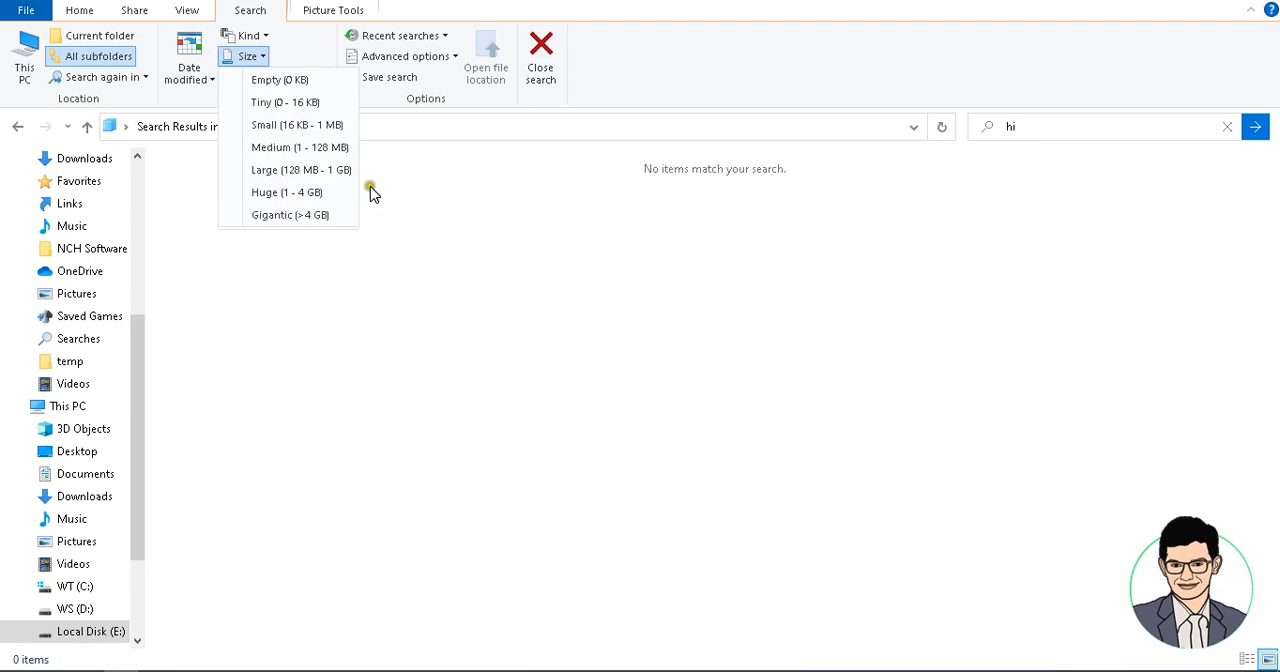 File Home Share View Search Picture Tools
This PC
Current folder
All subfolders
Search again in
Location
Date modified
Kind
Size
Empty (0 KB)
Tiny (0 - 16 KB)
Small (16 KB - 1 MB)
Medium (1 - 128 MB)
Large (128 MB - 1 GB)
Huge (1 - 4 GB)
Gigantic (>4 GB)
Recent searches
Advanced options
Save search
Open file location
Options
Close search
Search Results in
hi
No items match your search.
Downloads
Favorites
Links
Music
NCH Software
OneDrive
Pictures
Saved Games
Searches
temp
Videos
This PC
3D Objects
Desktop
Documents
Downloads
Music
Pictures
Videos
WT (C:)
WS (D:)
Local Disk (E:)
0 items